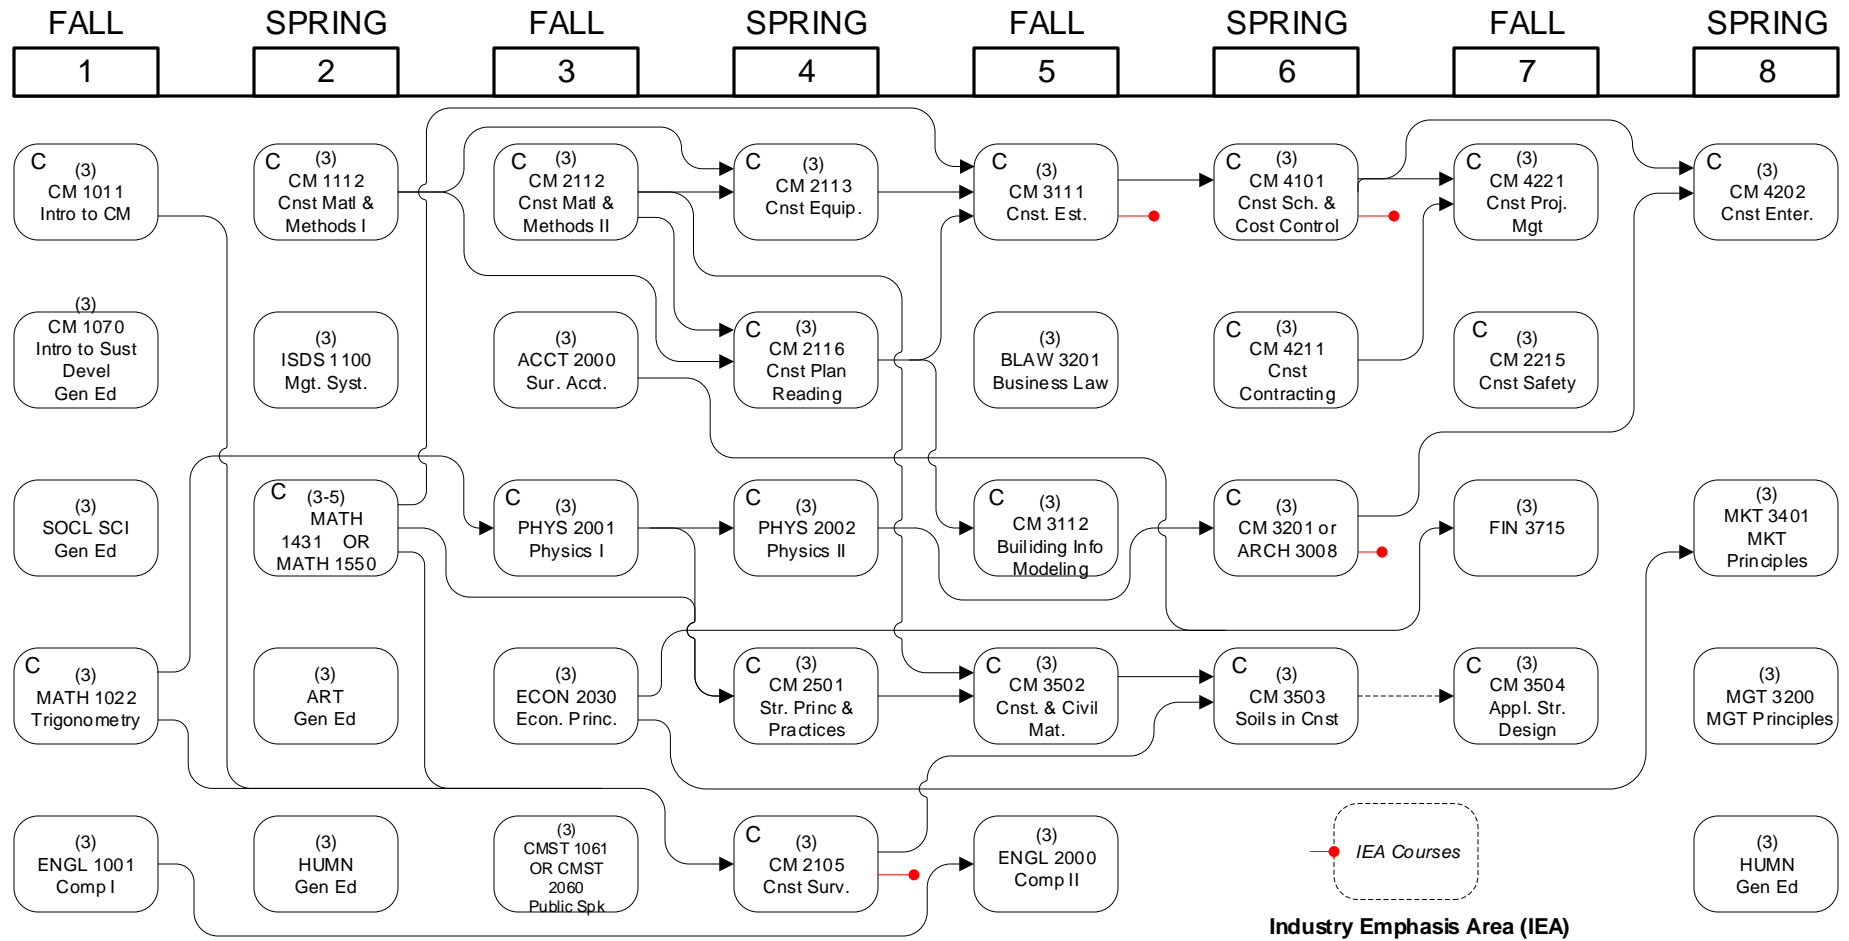 FALL SPRING FALL SPRING FALL SPRING FALL SPRING
1 2 3 4 5 6 7 8
C (3)
CM 1011
Intro to CM
C (3)
CM 1112
Cnst Matl &
Methods I
C (3)
CM 2112
Cnst Matl &
Methods II
C (3)
CM 2113
Cnst Equip.
C (3)
CM 3111
Cnst. Est.
C (3)
CM 4101
Cnst Sch. &
Cost Control
C (3)
CM 4221
Cnst Proj.
Mgt
C (3)
CM 4202
Cnst Enter.
(3)
CM 1070
Intro to Sust
Devel
Gen Ed
(3)
ISDS 1100
Mgt. Syst.
(3)
ACCT 2000
Sur. Acct.
C (3)
CM 2116
Cnst Plan
Reading
(3)
BLAW 3201
Business Law
C (3)
CM 4211
Cnst
Contracting
C (3)
CM 2215
Cnst Safety
(3)
SOCL SCI
Gen Ed
C (3-5)
MATH
1431 OR
MATH 1550
C (3)
PHYS 2001
Physics I
C (3)
PHYS 2002
Physics II
C (3)
CM 3112
Builiding Info
Modeling
C (3)
CM 3201 or
ARCH 3008
(3)
FIN 3715
(3)
MKT 3401
MKT
Principles
C (3)
MATH 1022
Trigonometry
(3)
ART
Gen Ed
(3)
ECON 2030
Econ. Princ.
C (3)
CM 2501
Str. Princ &
Practices
C (3)
CM 3502
Cnst. & Civil
Mat.
C (3)
CM 3503
Soils in Cnst
C (3)
CM 3504
Appl. Str.
Design
(3)
MGT 3200
MGT Principles
(3)
ENGL 1001
Comp I
(3)
HUMN
Gen Ed
(3)
CMST 1061
OR CMST
2060
Public Spk
C (3)
CM 2105
Cnst Surv.
(3)
ENGL 2000
Comp II
IEA Courses
(3)
HUMN
Gen Ed
Industry Emphasis Area (IEA)